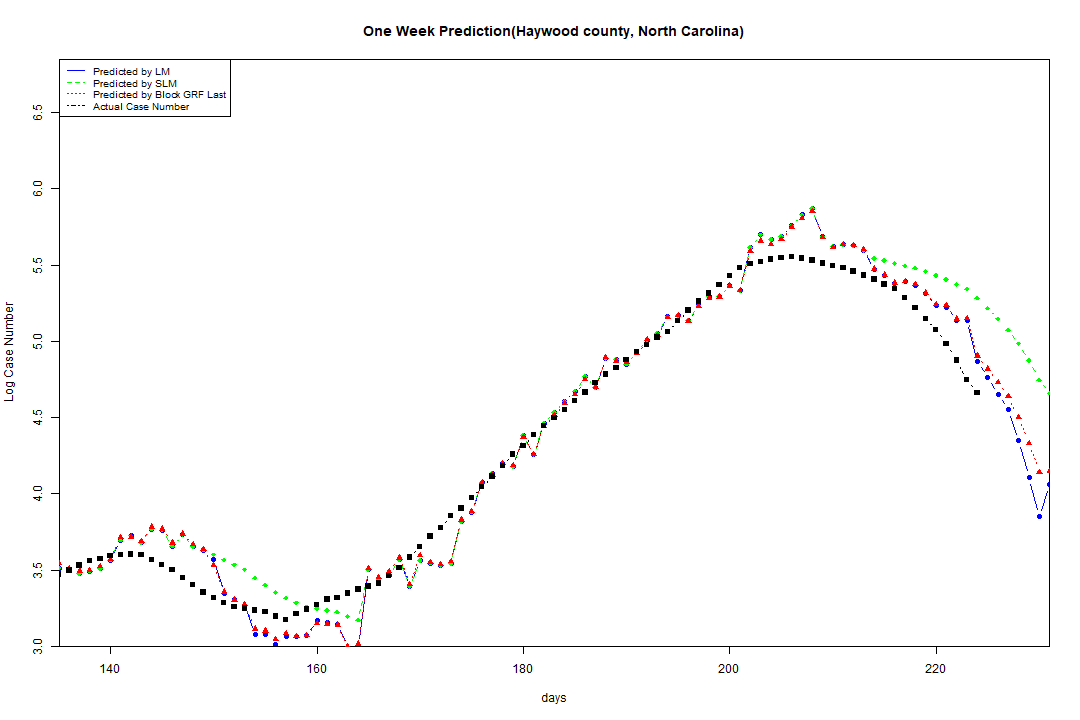 One Week Prediction(Haywood county, North Carolina)
Predicted by LM
Predicted by SLM
Predicted by Block GRF Last
Actual Case Number
6.5
6.0
5.5
5.0
4.5
4.0
3.5
3.0
Log Case Number
140 160 180 200 220
days